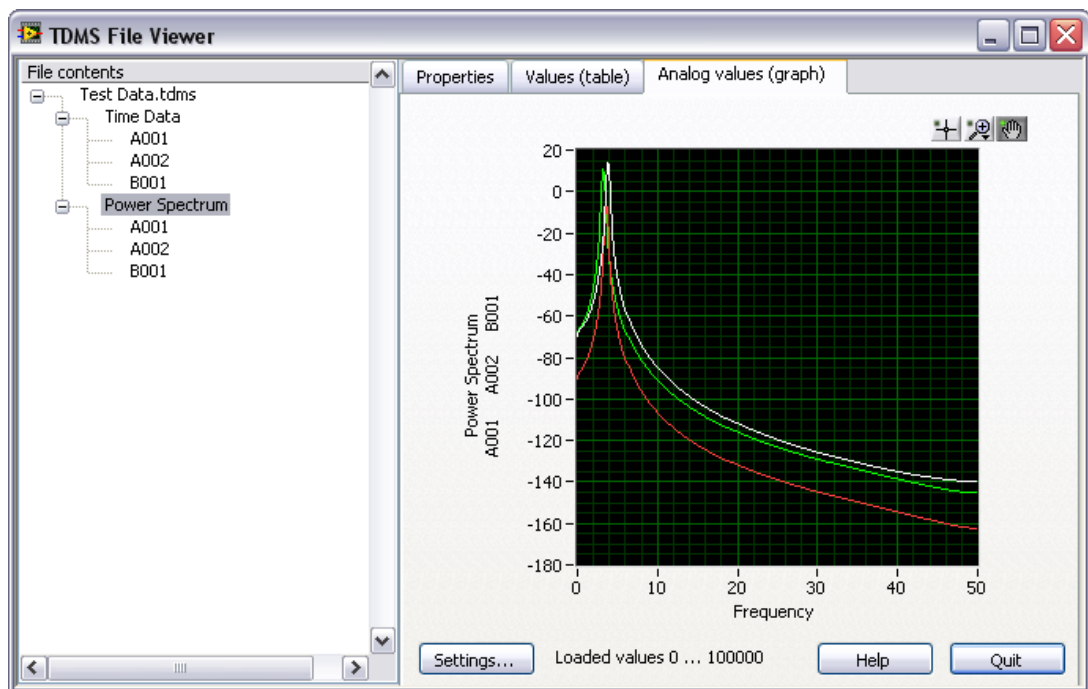 TDMS File Viewer
File contents
Test Data.tdms
Time Data
A001
A002
B001
Power Spectrum
A001
A002
B001
Properties
Values (table)
Analog values (graph)
20
0
-20
-40
-60
-80
-100
-120
-140
-160
-180
Power Spectrum
A001 A002 B001
0 10 20 30 40 50
Frequency
Settings...
Loaded values 0 ... 100000
Help
Quit